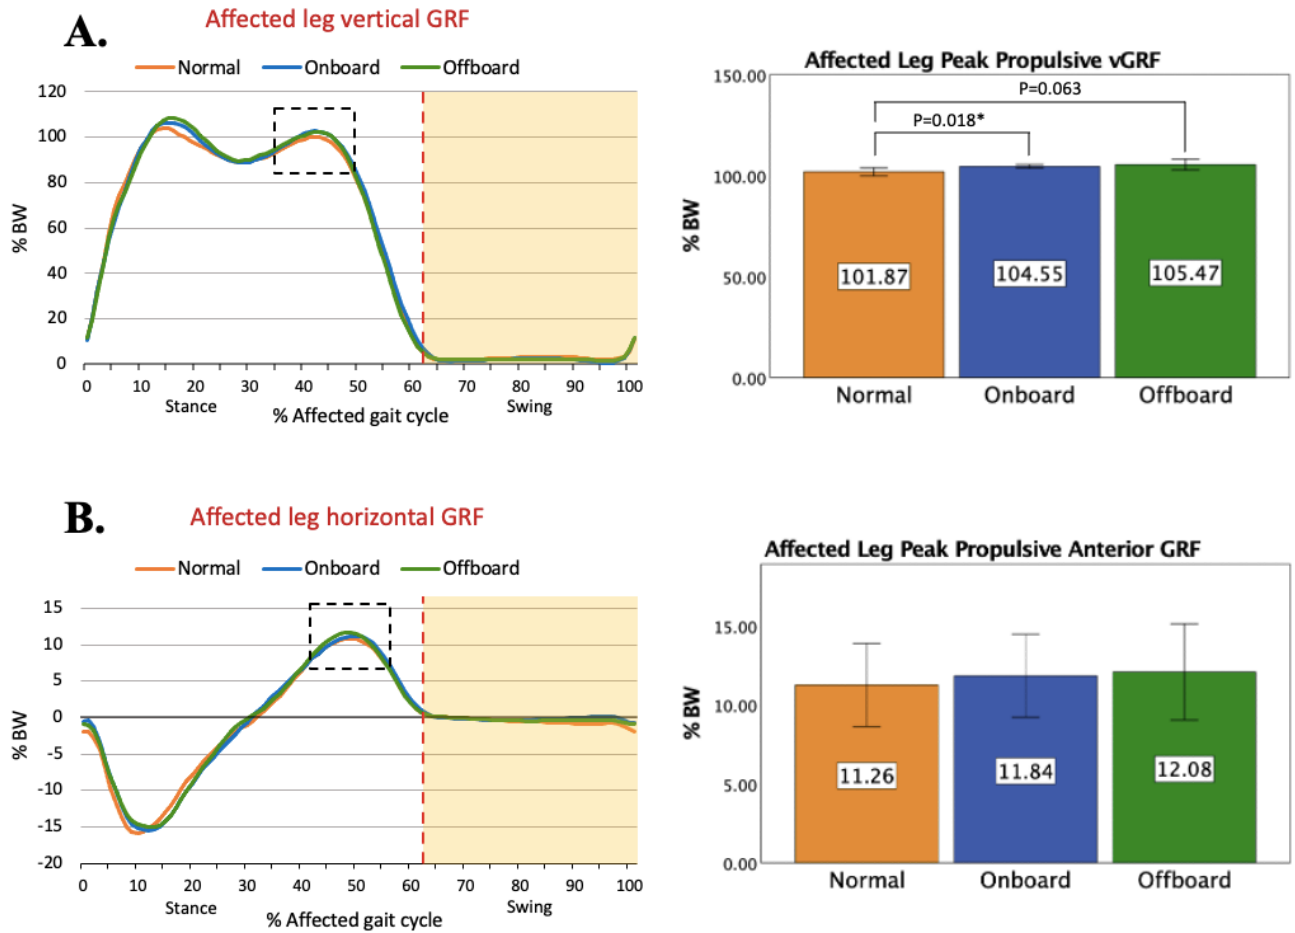 A.
Affected leg vertical GRF
Normal Onboard Offboard
120
100
80
60
40
20
0
% BW
0 10 20 30 40 50 60 70 80 90 100
Stance Swing
% Affected gait cycle
Affected Leg Peak Propulsive vGRF
150.00
100.00
50.00
0.00
% BW
P=0.063
P=0.018*
101.87 104.55 105.47
Normal Onboard Offboard
B.
Affected leg horizontal GRF
Normal Onboard Offboard
15
10
5
0
-5
-10
-15
-20
% BW
0 10 20 30 40 50 60 70 80 90 100
Stance Swing
% Affected gait cycle
Affected Leg Peak Propulsive Anterior GRF
15.00
10.00
5.00
0.00
% BW
11.26 11.84 12.08
Normal Onboard Offboard